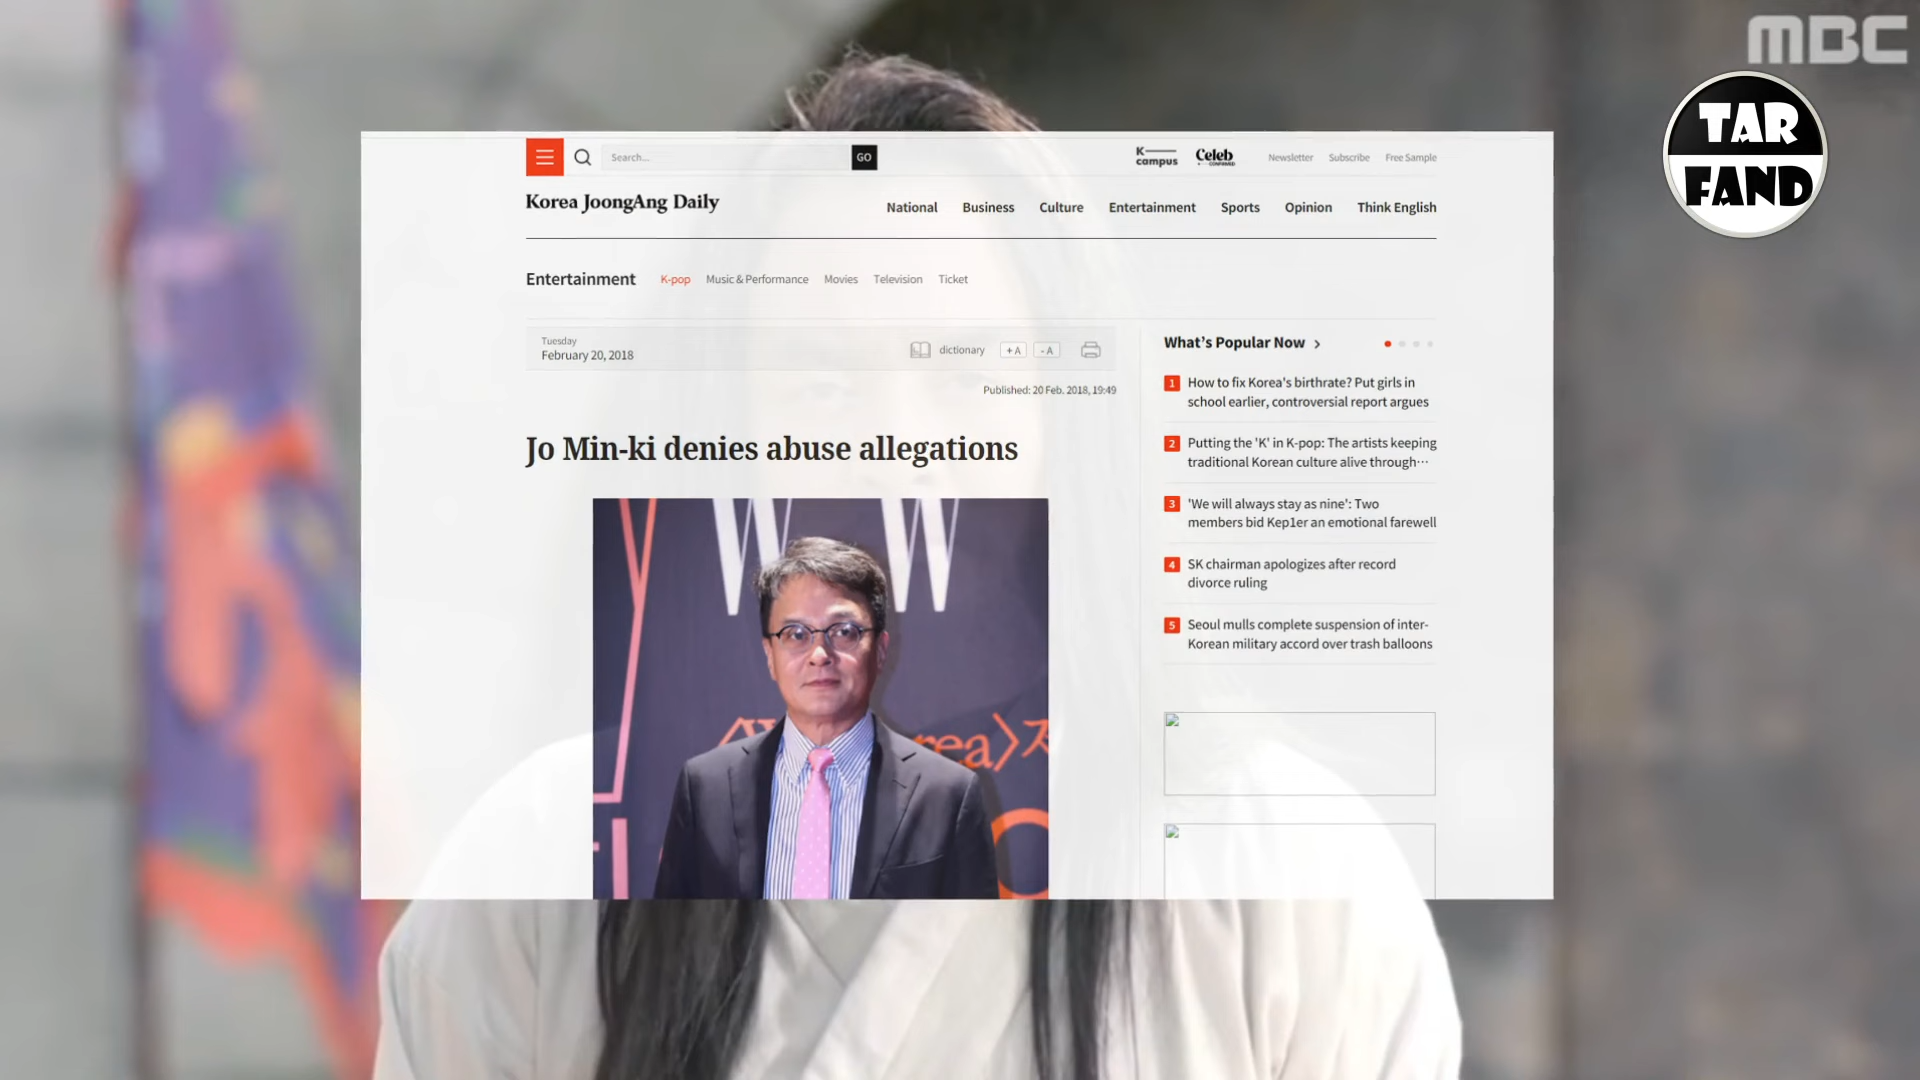 MBC
TAR
FAND
Search...
GO
K
campus
Celeb
CONFIRMED
Newsletter
Subscribe
Free Sample
Korea JoongAng Daily
National
Business
Culture
Entertainment
Sports
Opinion
Think English
Entertainment
K-pop
Music & Performance
Movies
Television
Ticket
Tuesday
February 20, 2018
dictionary
+ A
- A
Published: 20 Feb. 2018, 19:49
Jo Min-ki denies abuse allegations
W W
rea>
What's Popular Now >
1 How to fix Korea's birthrate? Put girls in
school earlier, controversial report argues
2 Putting the 'K' in K-pop: The artists keeping
traditional Korean culture alive through···
3 'We will always stay as nine': Two
members bid Kep1er an emotional farewell
4 SK chairman apologizes after record
divorce ruling
5 Seoul mulls complete suspension of inter-
Korean military accord over trash balloons